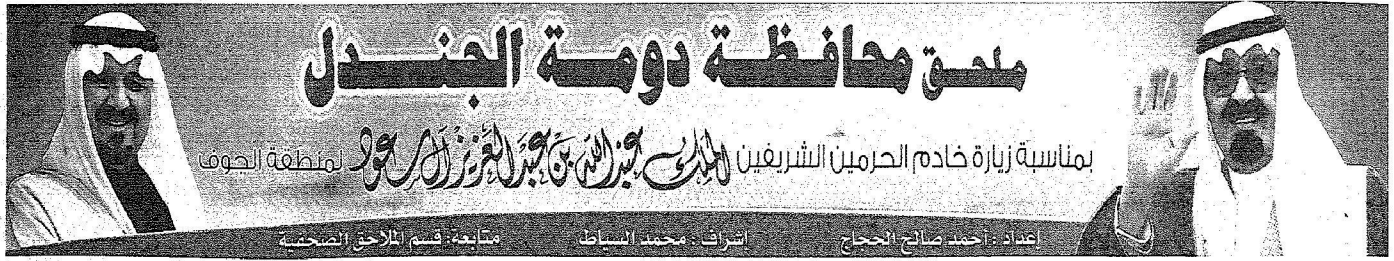 ملحق محافظة دومة الجندل
بمناسبة زيارة خادم الحرمين الشريفين الملك عبدالله بن عبدالعزيز آل سعود لمنطقة الجوف
إعداد : أحمد صالح الحجاج إشراف : محمد السياط متابعة : قسم الملاحق الصحفية